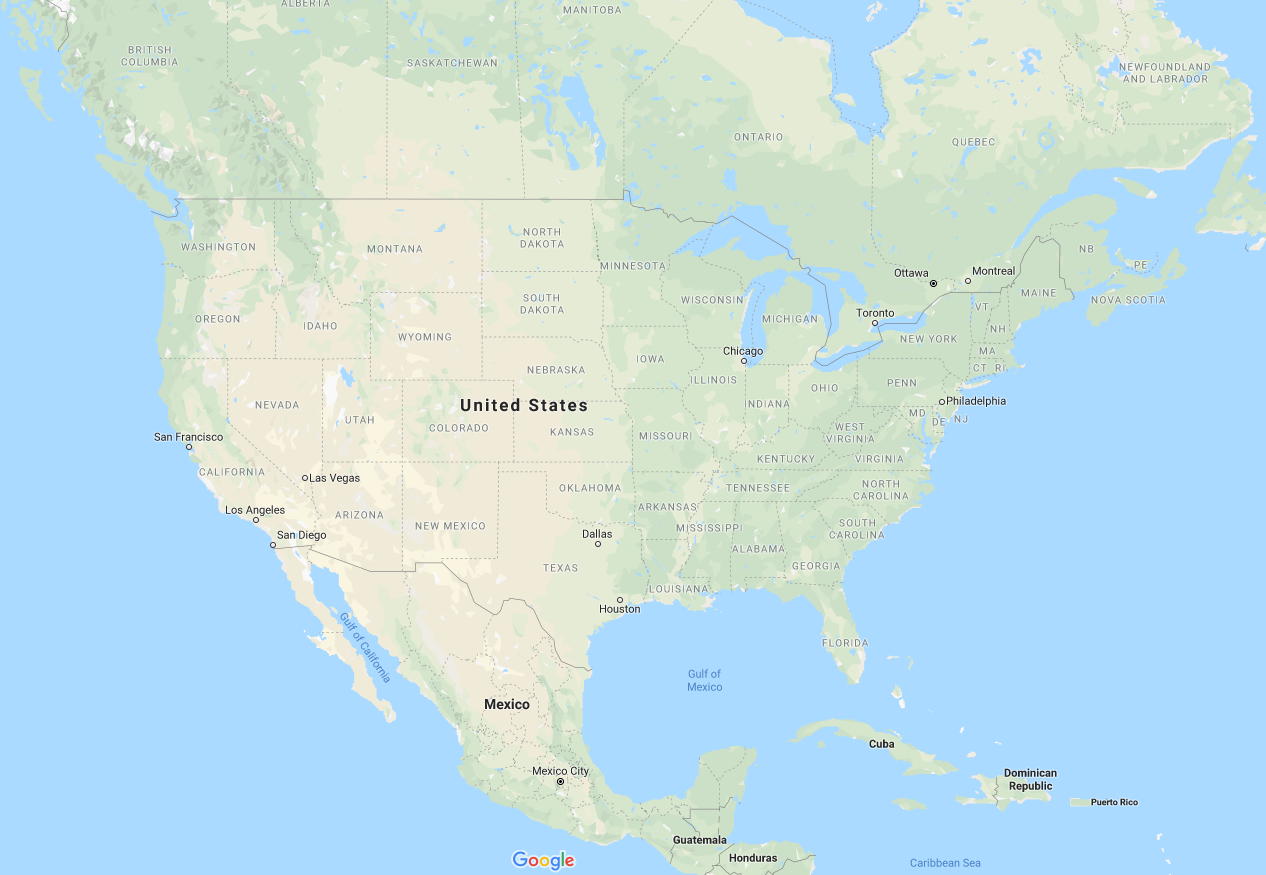 ALBERTA
MANITOBA
BRITISH
COLUMBIA
SASKATCHEWAN
NEWFOUNDLAND
AND LABRADOR
ONTARIO
QUEBEC
WASHINGTON
MONTANA
NORTH
DAKOTA
MINNESOTA
NB
PE
Ottawa
Montreal
MAINE
NOVA SCOTIA
OREGON
IDAHO
WYOMING
SOUTH
DAKOTA
WISCONSIN
MICHIGAN
Toronto
VT
NH
NEW YORK
MA
CT
RI
Chicago
IOWA
NEBRASKA
ILLINOIS
INDIANA
OHIO
PENN
Philadelphia
NEVADA
UTAH
COLORADO
United States
KANSAS
MISSOURI
WEST
VIRGINIA
MD
DE
NJ
San Francisco
CALIFORNIA
Las Vegas
KENTUCKY
VIRGINIA
Los Angeles
ARIZONA
NEW MEXICO
OKLAHOMA
ARKANSAS
TENNESSEE
NORTH
CAROLINA
San Diego
Dallas
MISSISSIPPI
ALABAMA
SOUTH
CAROLINA
GEORGIA
TEXAS
LOUISIANA
Houston
FLORIDA
Gulf of California
Gulf of
Mexico
Mexico
Cuba
Mexico City
Dominican
Republic
Puerto Rico
Guatemala
Honduras
Google
Caribbean Sea